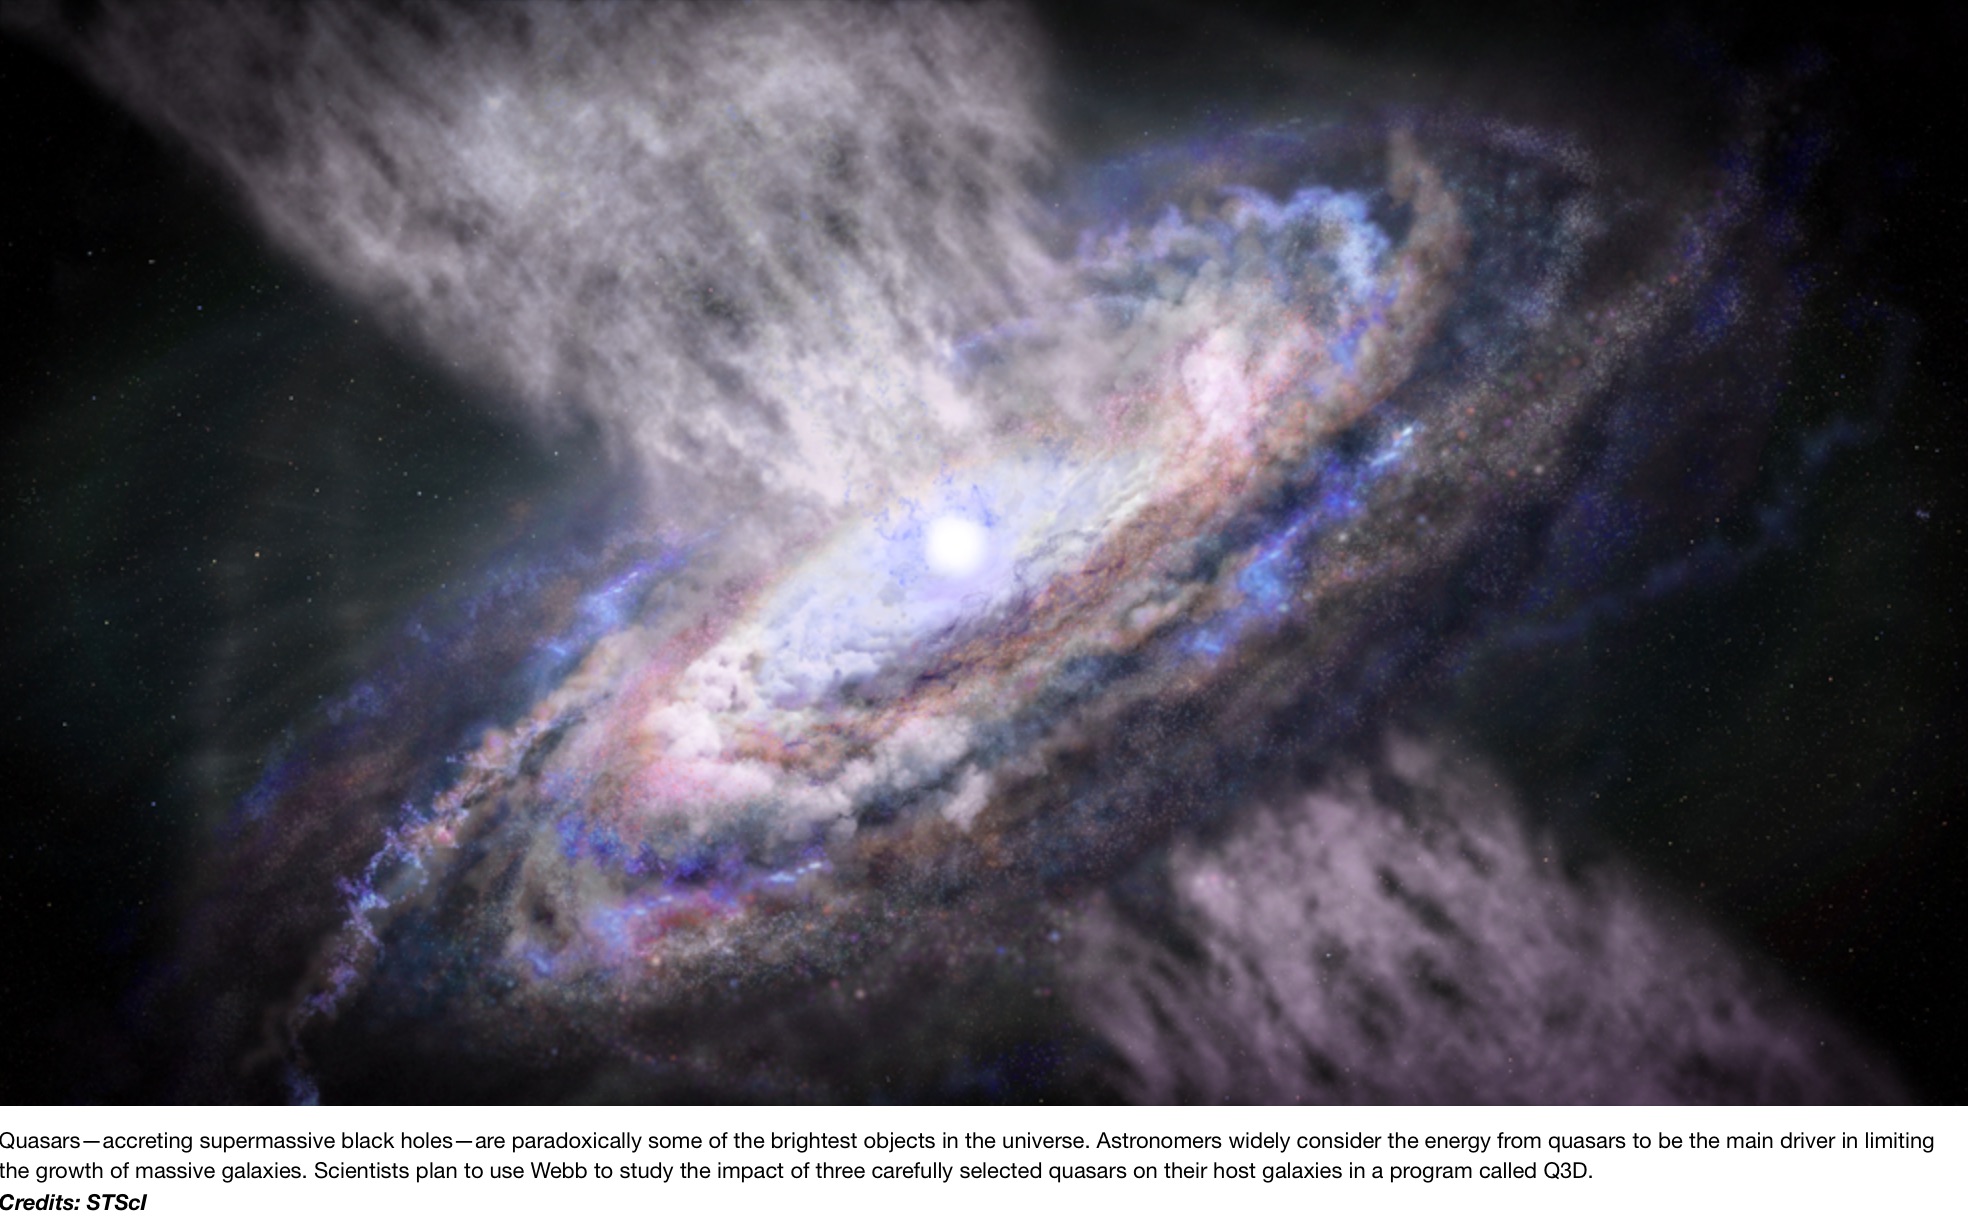 Quasars—accreting supermassive black holes—are paradoxically some of the brightest objects in the universe. Astronomers widely consider the energy from quasars to be the main driver in limiting
the growth of massive galaxies. Scientists plan to use Webb to study the impact of three carefully selected quasars on their host galaxies in a program called Q3D.
Credits: STScI